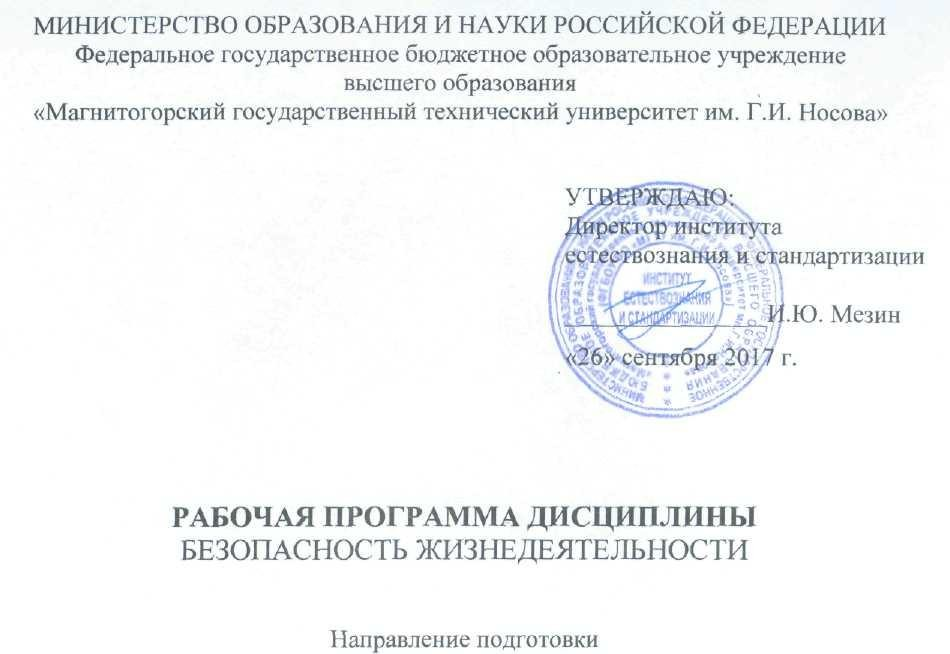 МИНИСТЕРСТВО ОБРАЗОВАНИЯ И НАУКИ РОССИЙСКОЙ ФЕДЕРАЦИИ
Федеральное государственное бюджетное образовательное учреждение
высшего образования
«Магнитогорский государственный технический университет им. Г.И. Носова»
УТВЕРЖДАЮ:
Директор института
естествознания и стандартизации
ИНСТИТУТ
ЕСТЕСТВОЗНАНИЯ
И СТАНДАРТИЗАЦИИ
И.Ю. Мезин
«26» сентября 2017 г.
РАБОЧАЯ ПРОГРАММА ДИСЦИПЛИНЫ
БЕЗОПАСНОСТЬ ЖИЗНЕДЕЯТЕЛЬНОСТИ
Направление подготовки